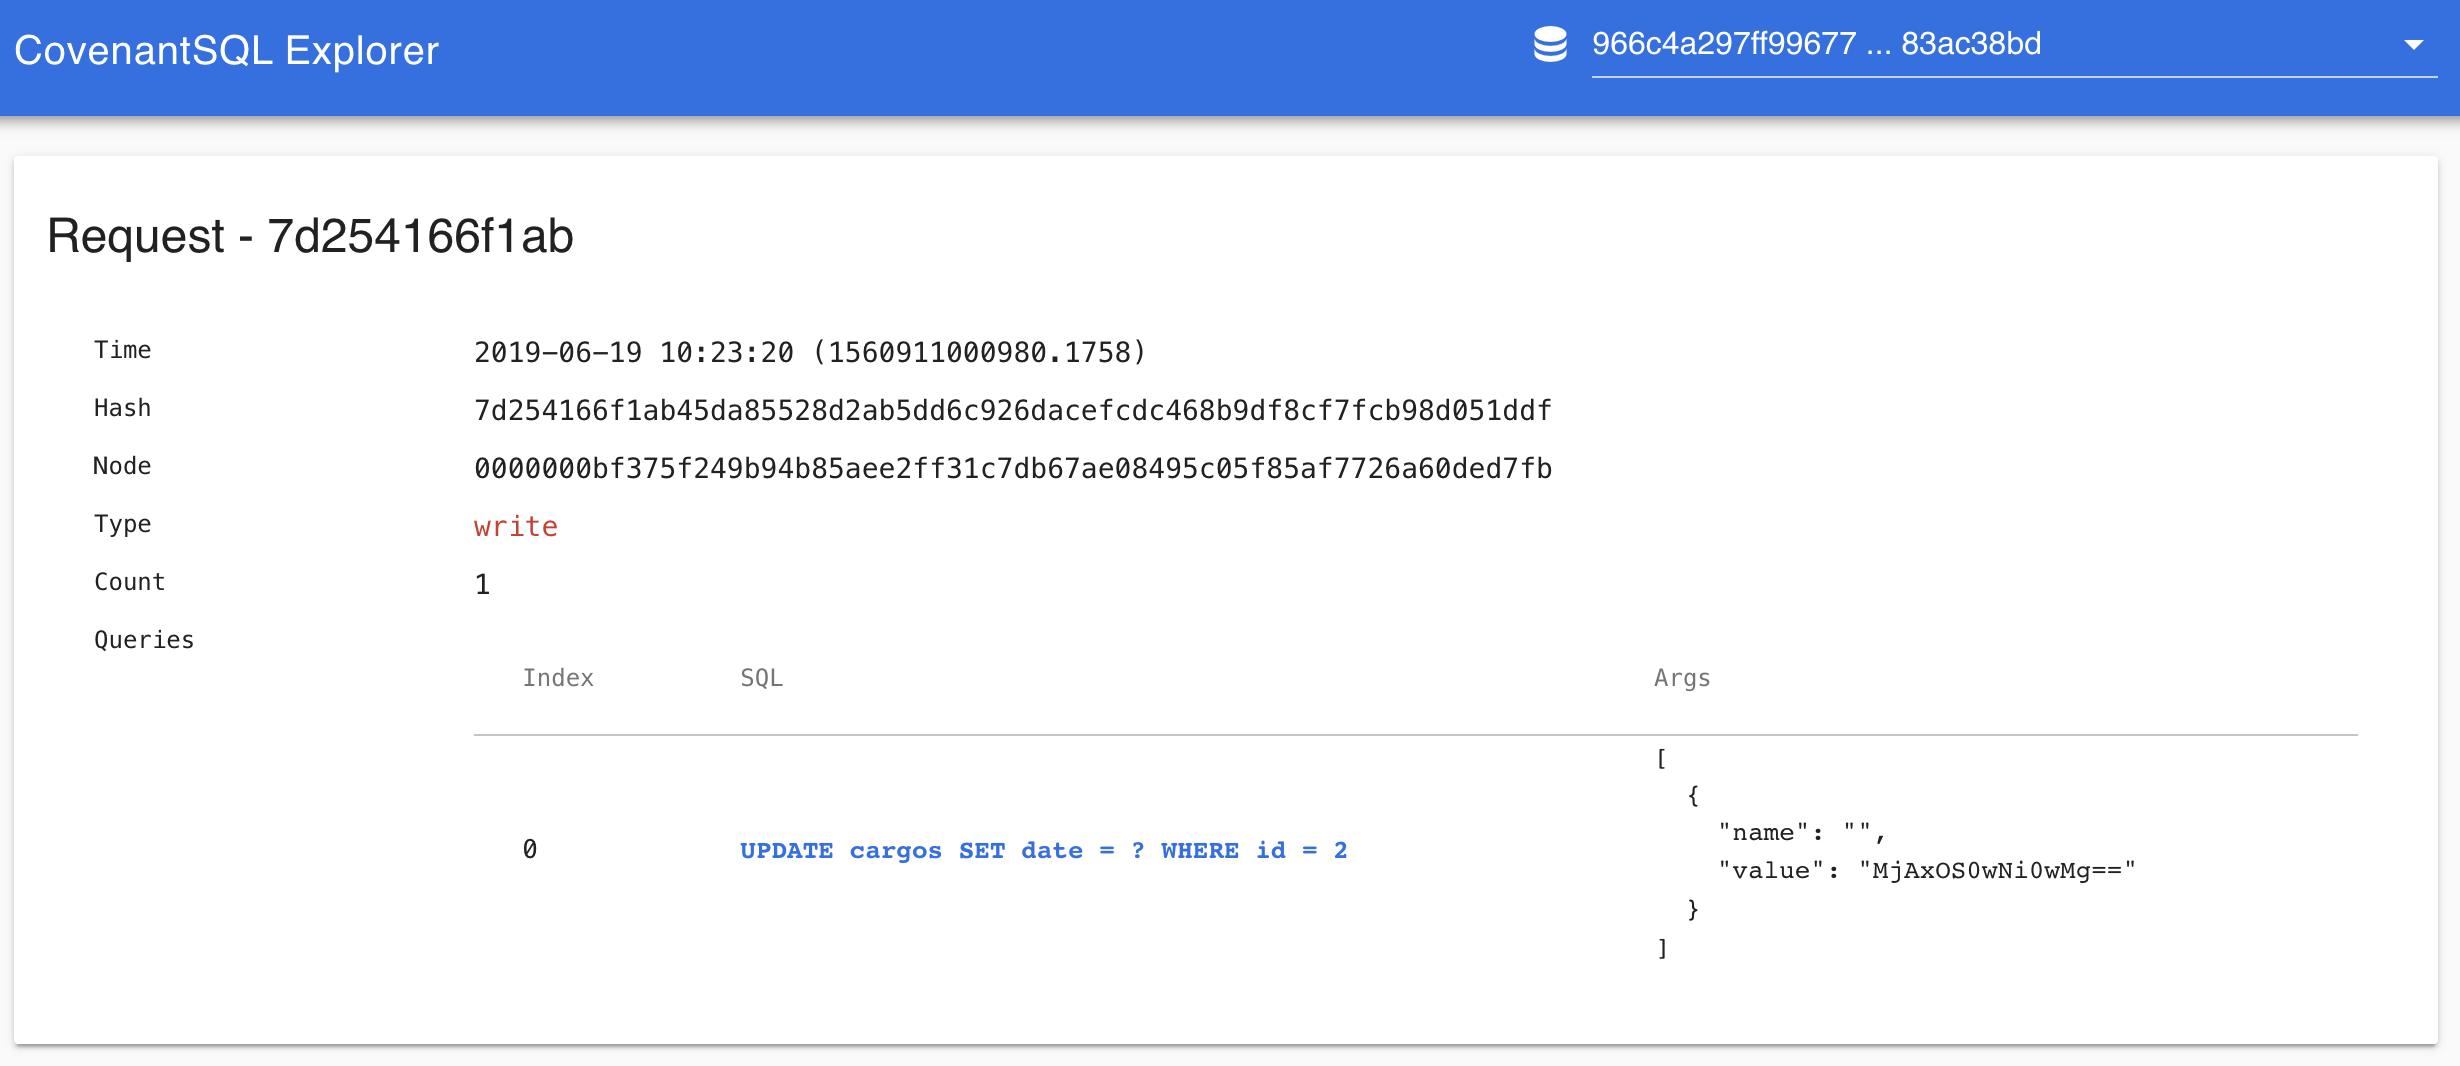 CovenantSQL Explorer
966c4a297ff99677 ... 83ac38bd
Request - 7d254166f1ab
Time 2019-06-19 10:23:20 (1560911000980.1758)
Hash 7d254166f1ab45da85528d2ab5dd6c926dacefcdc468b9df8cf7fcb98d051ddf
Node 0000000bf375f249b94b85aee2ff31c7db67ae08495c05f85af7726a60ded7fb
Type write
Count 1
Queries
Index SQL Args
0 UPDATE cargos SET date = ? WHERE id = 2
[
{
"name": "",
"value": "MjAxOS0wNi0wMg=="
}
]